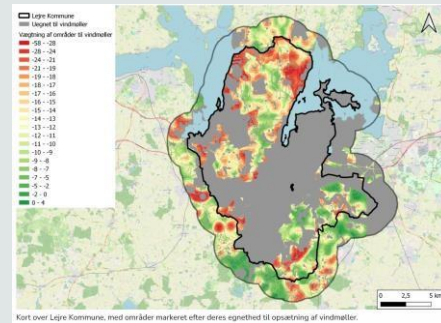 Lejre Kommune
Uegnet til vindmøller
Vægtning af områder til vindmøller
-58 - -28
-28 - -24
-24 - -21
-21 - -19
-19 - -18
-18 - -17
-17 - -16
-16 - -15
-15 - -14
-14 - -13
-13 - -12
-12 - -11
-11 - -10
-10 - -9
-9 - -8
-8 - -7
-7 - -5
-5 - -2
-2 - 0
0 - 4
0 2,5 5 km
Kort over Lejre Kommune, med områder markeret efter deres egnethed til opsætning af vindmøller.